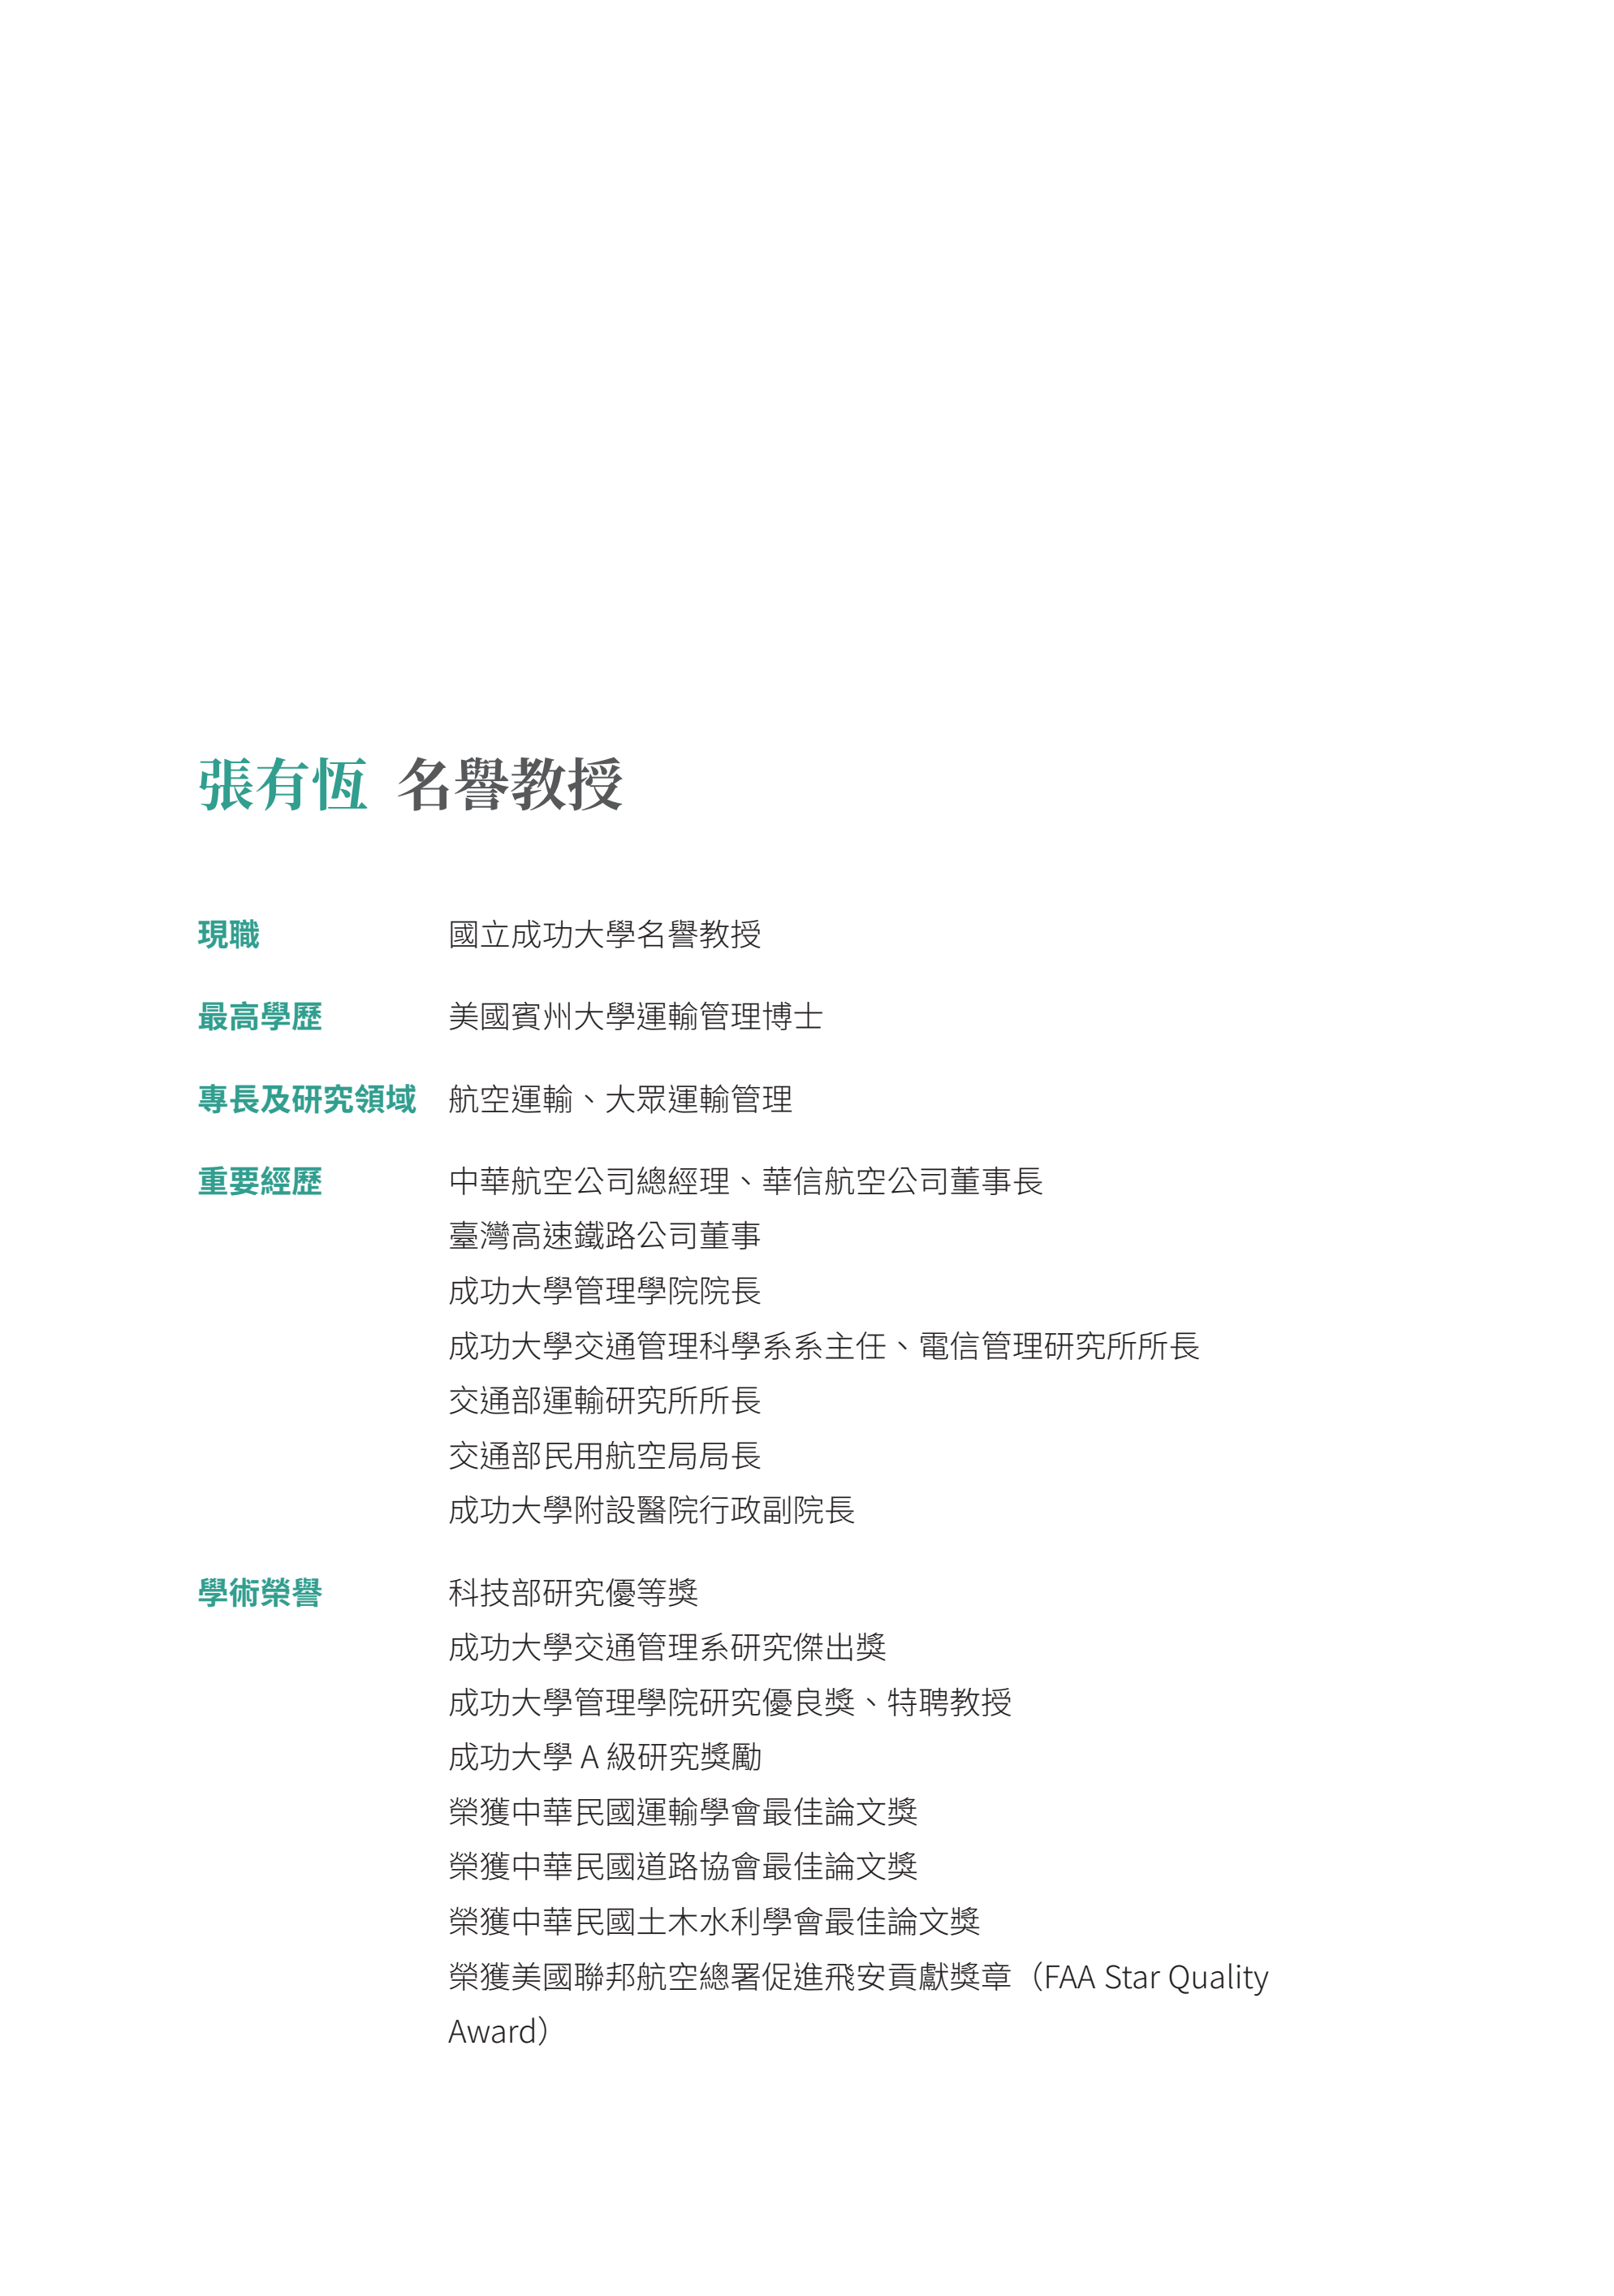 張有恆 名譽教授
現職 國立成功大學名譽教授
最高學歷 美國賓州大學運輸管理博士
專長及研究領域 航空運輸、大眾運輸管理
重要經歷 中華航空公司總經理、華信航空公司董事長
臺灣高速鐵路公司董事
成功大學管理學院院長
成功大學交通管理科學系系主任、電信管理研究所所長
交通部運輸研究所所長
交通部民用航空局局長
成功大學附設醫院行政副院長
學術榮譽 科技部研究優等獎
成功大學交通管理系研究傑出獎
成功大學管理學院研究優良獎、特聘教授
成功大學 A 級研究獎勵
榮獲中華民國運輸學會最佳論文獎
榮獲中華民國道路協會最佳論文獎
榮獲中華民國土木水利學會最佳論文獎
榮獲美國聯邦航空總署促進飛安貢獻獎章（FAA Star Quality
Award）